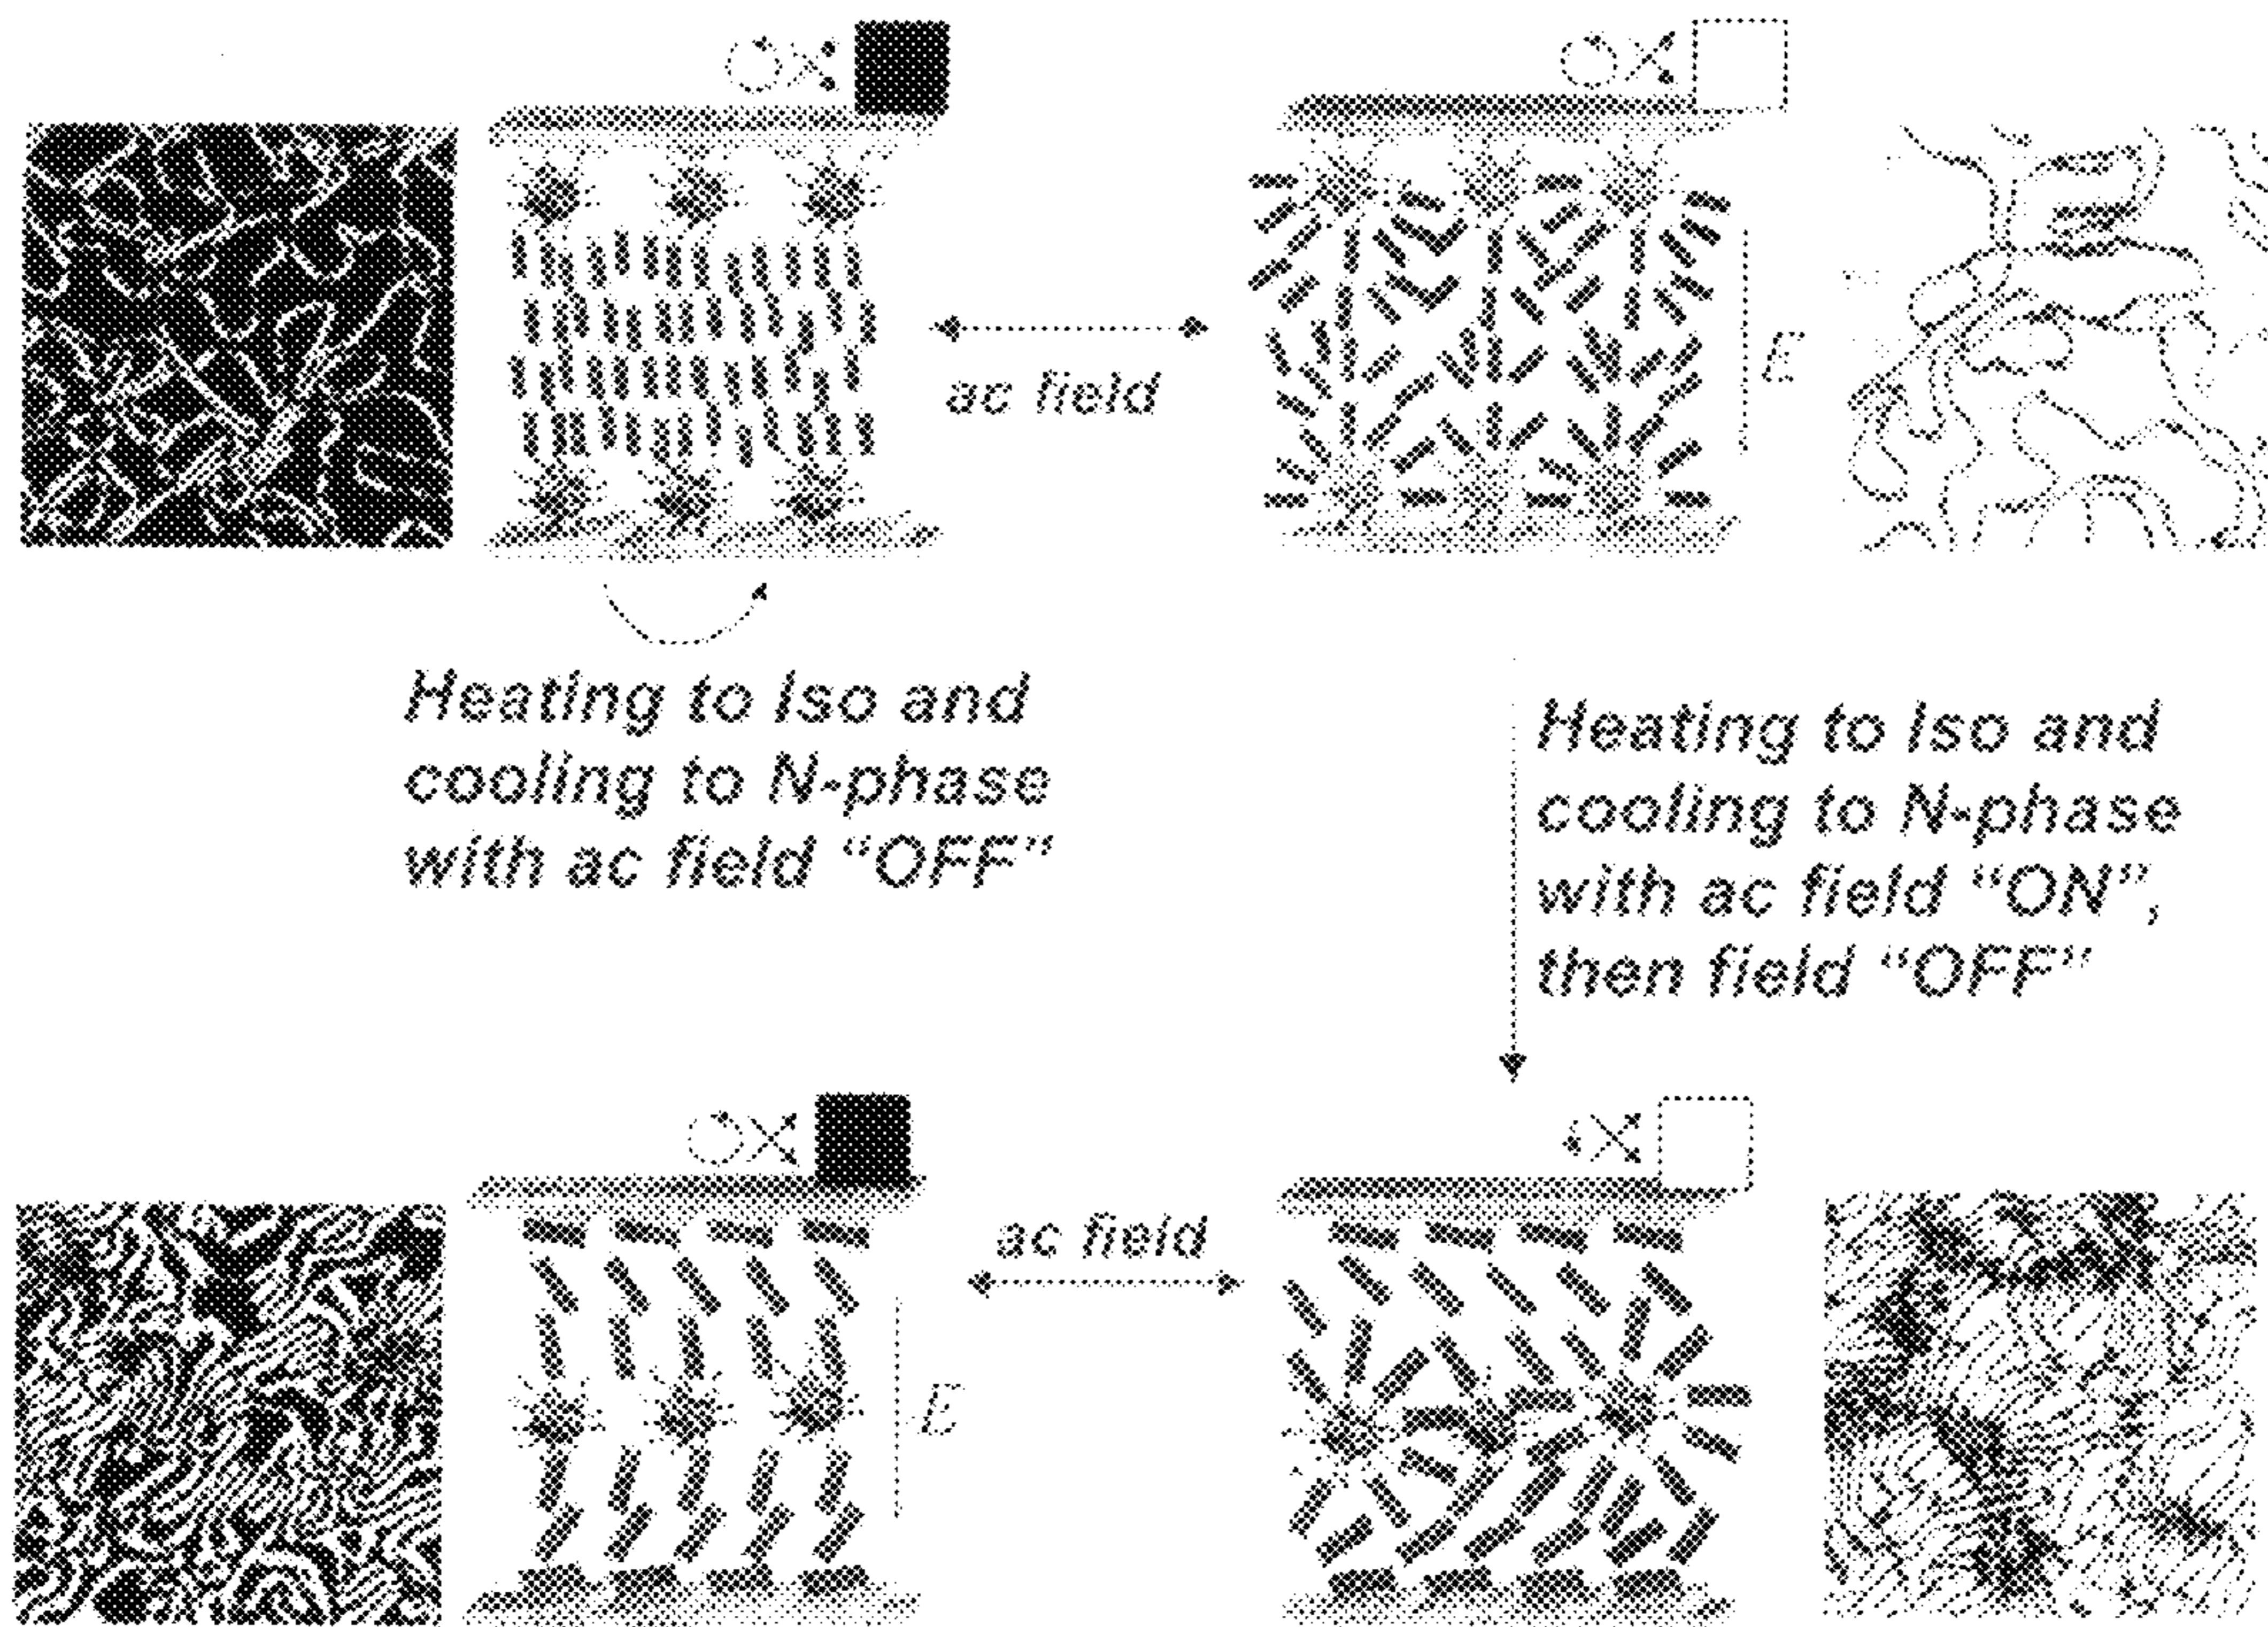 ac field
E
Heating to Iso and
cooling to N-phase
with ac field “OFF”
Heating to Iso and
cooling to N-phase
with ac field “ON”,
then field “OFF”
ac field
E